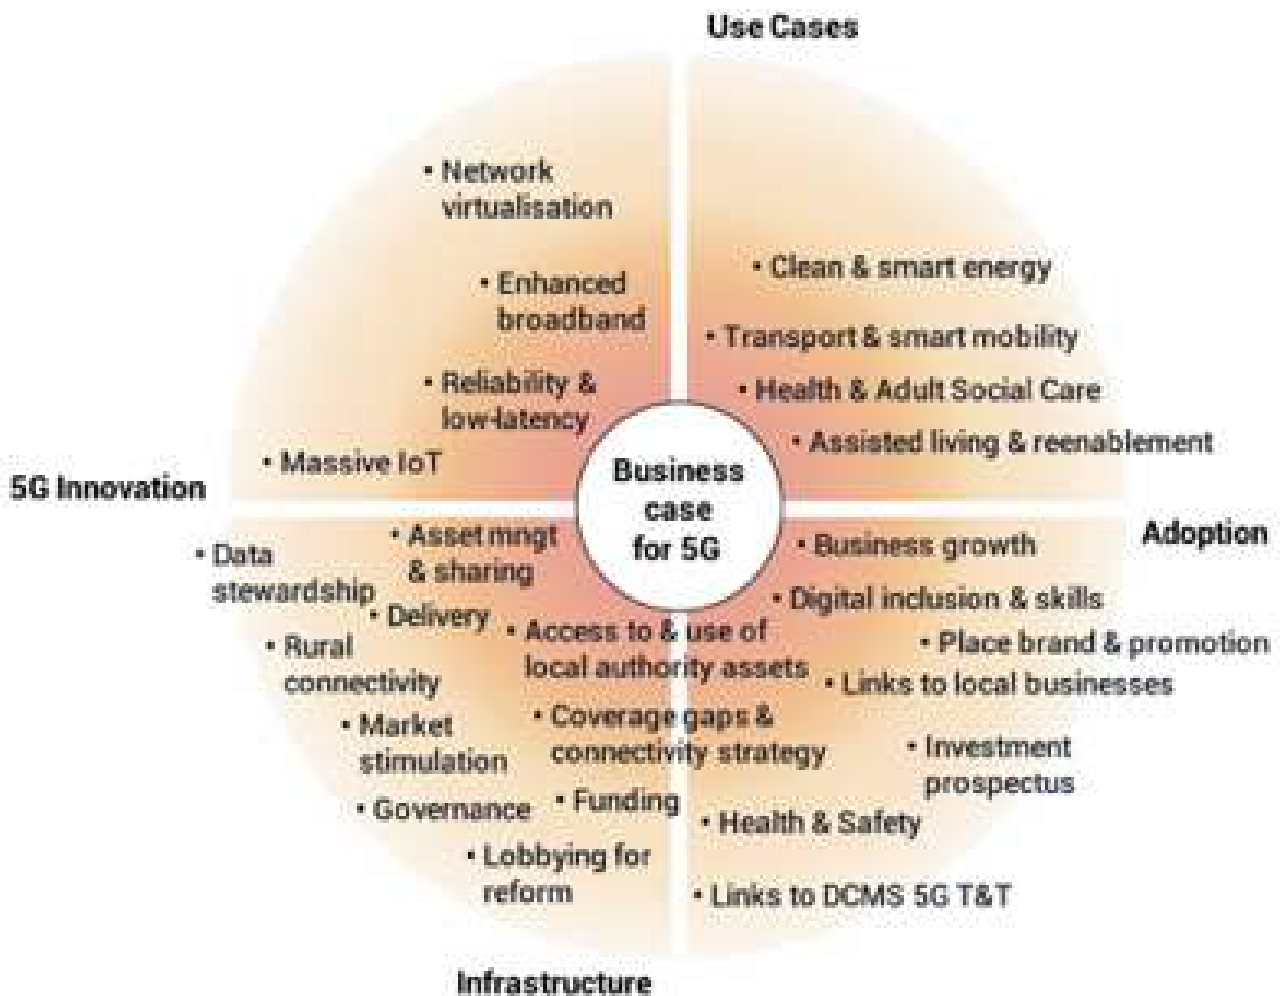 Use Cases
• Network
virtualisation
• Enhanced
broadband
• Reliability &
low-latency
• Massive IoT
5G Innovation
• Clean & smart energy
• Transport & smart mobility
• Health & Adult Social Care
• Assisted living & reenablement
Business
case
for 5G
Adoption
• Data
stewardship
• Asset mngt
& sharing
• Delivery
• Rural
connectivity
• Access to & use of
local authority assets
• Market
stimulation
• Coverage gaps &
connectivity strategy
• Governance
• Funding
• Lobbying for
reform
• Business growth
• Digital inclusion & skills
• Place brand & promotion
• Links to local businesses
• Investment
prospectus
• Health & Safety
• Links to DCMS 5G T&T
Infrastructure